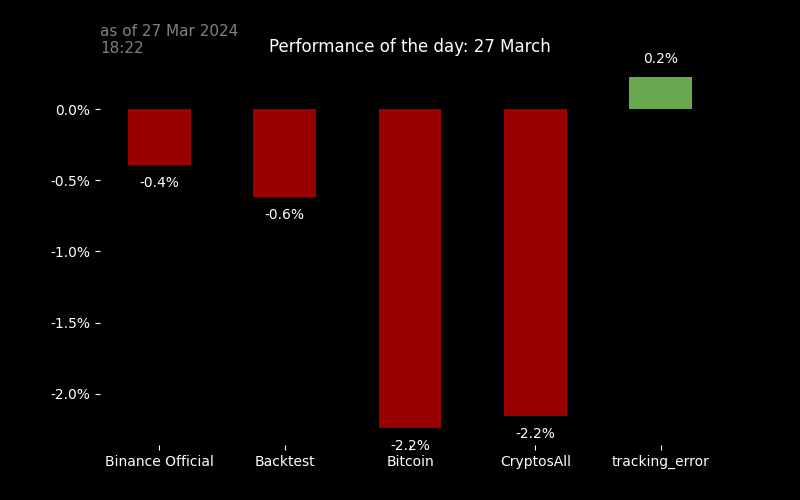 as of 27 Mar 2024
18:22
Performance of the day: 27 March
0.2%
0.0%
-0.5%
-1.0%
-1.5%
-2.0%
-0.4%
-0.6%
-2.2%
-2.2%
Binance Official
Backtest
Bitcoin
CryptosAll
tracking_error